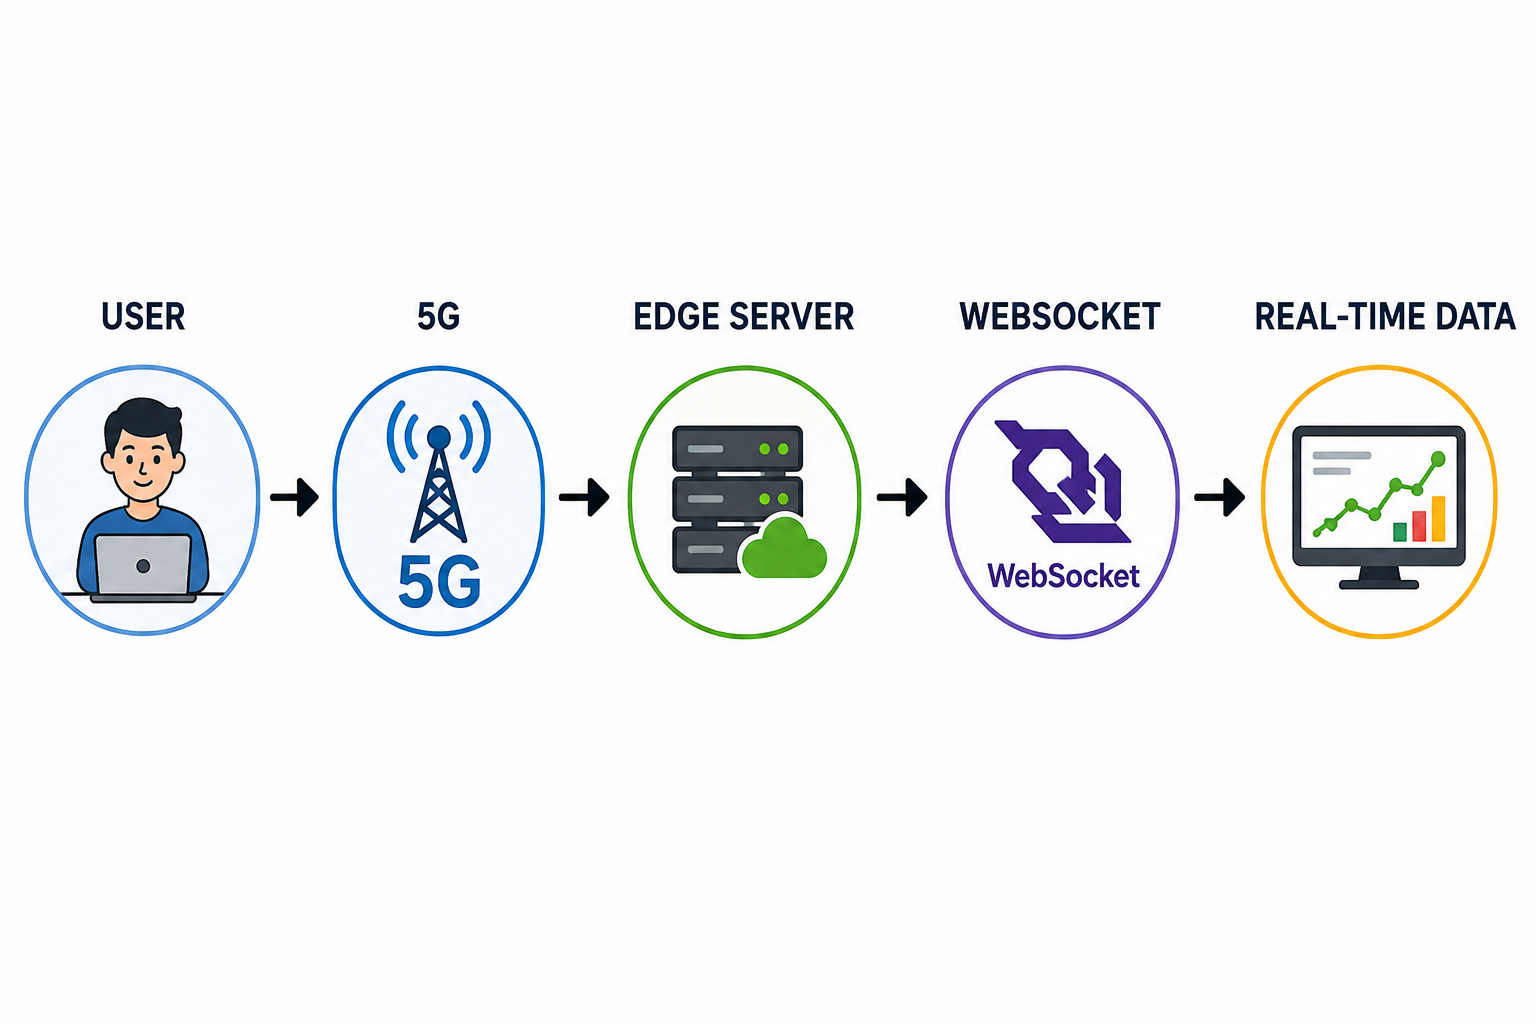 USER
5G
EDGE SERVER
WEBSOCKET
REAL-TIME DATA
5G
WebSocket